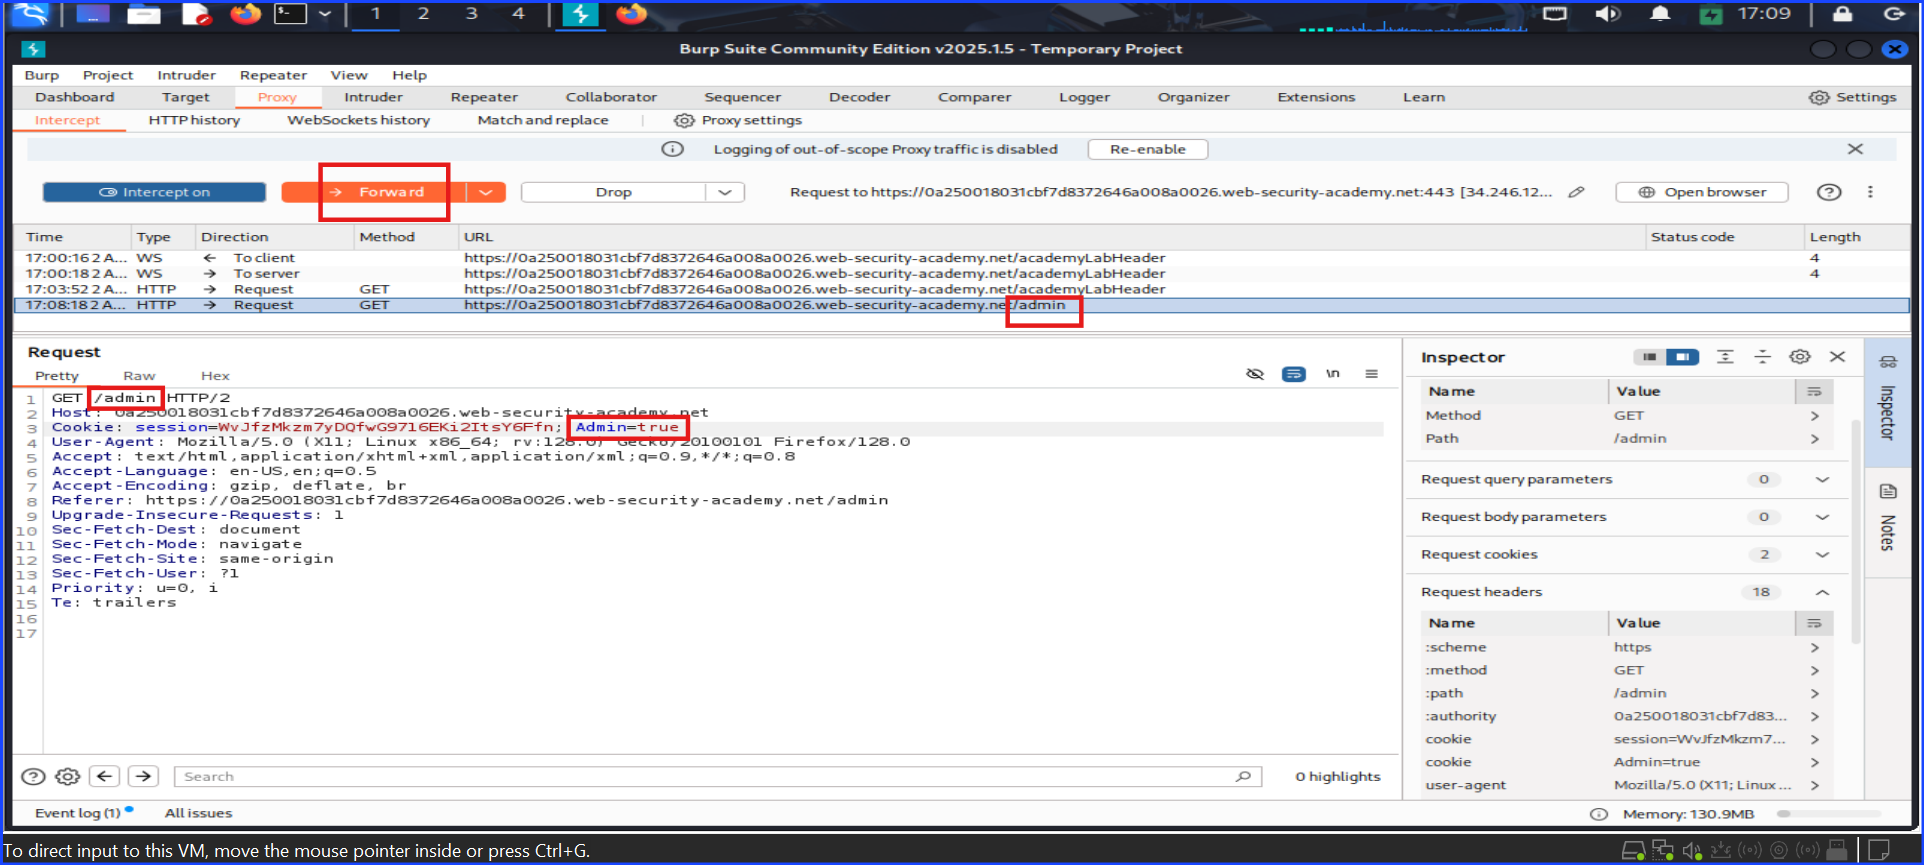 1 2 3 4 17:09
Burp Suite Community Edition v2025.1.5 - Temporary Project
Burp Project Intruder Repeater View Help
Dashboard Target Proxy Intruder Repeater Collaborator Sequencer Decoder Comparer Logger Organizer Extensions Learn Settings
Intercept HTTP history WebSockets history Match and replace Proxy settings
Logging of out-of-scope Proxy traffic is disabled Re-enable
Intercept on Forward Drop Request to https://0a250018031cbf7d8372646a008a0026.web-security-academy.net:443 [34.246.12... Open browser
Time Type Direction Method URL Status code Length
17:00:16 2 A... WS ← To client https://0a250018031cbf7d8372646a008a0026.web-security-academy.net/academyLabHeader 4
17:00:18 2 A... WS → To server https://0a250018031cbf7d8372646a008a0026.web-security-academy.net/academyLabHeader 4
17:03:52 2 A... HTTP → Request GET https://0a250018031cbf7d8372646a008a0026.web-security-academy.net/academyLabHeader
17:08:18 2 A... HTTP → Request GET https://0a250018031cbf7d8372646a008a0026.web-security-academy.net/admin
Request
Pretty Raw Hex \n
1 GET /admin HTTP/2
2 Host: 0a250018031cbf7d8372646a008a0026.web-security-academy.net
3 Cookie: session=WvJfzMkzm7yDQfwG97l6EKi2ItsY6Ffn; Admin=true
4 User-Agent: Mozilla/5.0 (X11; Linux x86_64; rv:128.0) Gecko/20100101 Firefox/128.0
5 Accept: text/html,application/xhtml+xml,application/xml;q=0.9,*/*;q=0.8
6 Accept-Language: en-US,en;q=0.5
7 Accept-Encoding: gzip, deflate, br
8 Referer: https://0a250018031cbf7d8372646a008a0026.web-security-academy.net/admin
9 Upgrade-Insecure-Requests: 1
10 Sec-Fetch-Dest: document
11 Sec-Fetch-Mode: navigate
12 Sec-Fetch-Site: same-origin
13 Sec-Fetch-User: ?1
14 Priority: u=0, i
15 Te: trailers
16
17
Search 0 highlights
Inspector
Name Value
Method GET
Path /admin
Request query parameters 0
Request body parameters 0
Request cookies 2
Request headers 18
Name Value
:scheme https
:method GET
:path /admin
:authority 0a250018031cbf7d83...
cookie session=WvJfzMkzm7...
cookie Admin=true
user-agent Mozilla/5.0 (X11; Linux ...
Inspector
Notes
Event log (1) All issues Memory: 130.9MB
To direct input to this VM, move the mouse pointer inside or press Ctrl+G.